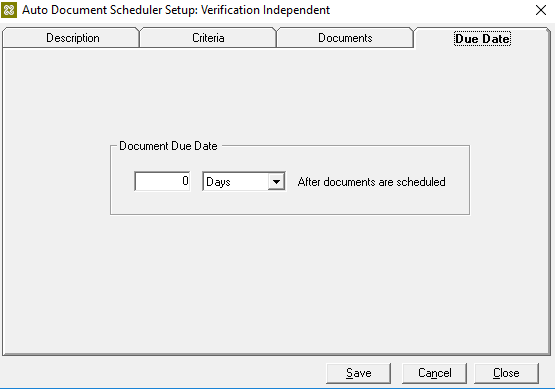 Auto Document Scheduler Setup: Verification Independent
Description Criteria Documents Due Date
Document Due Date
0 Days After documents are scheduled
Save Cancel Close